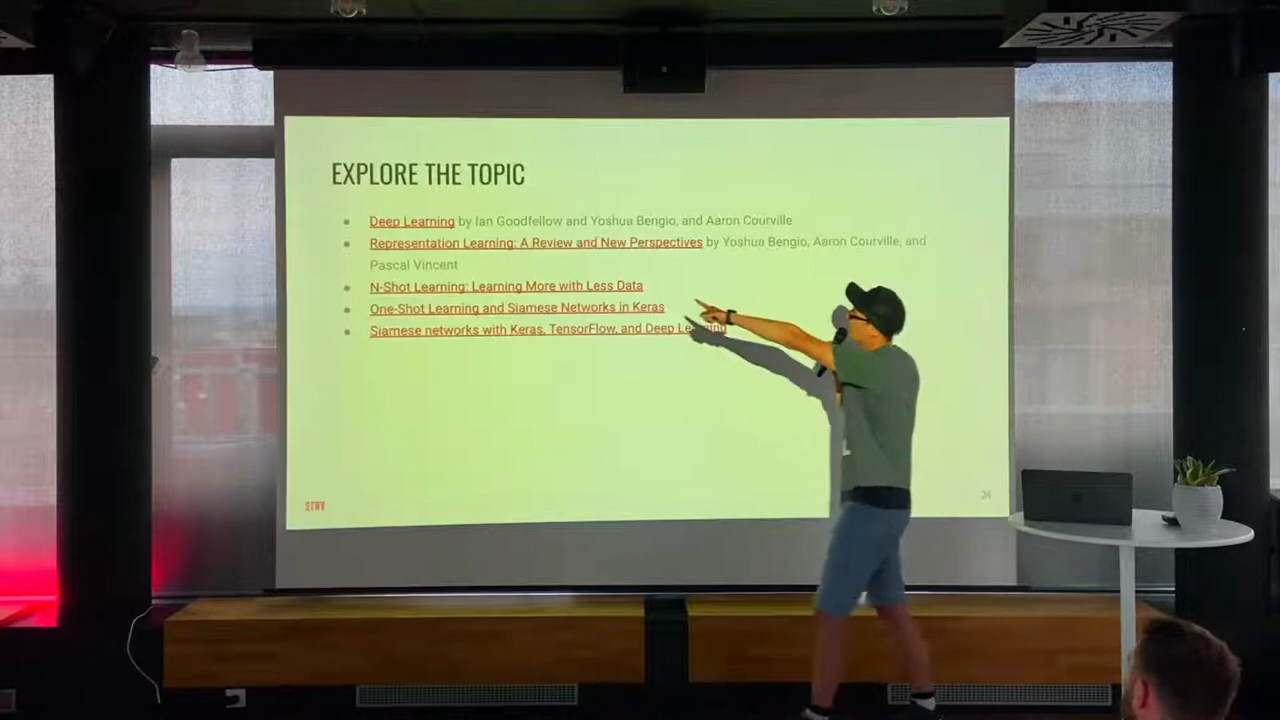 EXPLORE THE TOPIC
Deep Learning by Ian Goodfellow and Yoshua Bengio, and Aaron Courville
Representation Learning: A Review and New Perspectives by Yoshua Bengio, Aaron Courville, and
Pascal Vincent
N-Shot Learning: Learning More with Less Data
One-Shot Learning and Siamese Networks in Keras
Siamese networks with Keras, TensorFlow, and Deep Learning
STRV
34